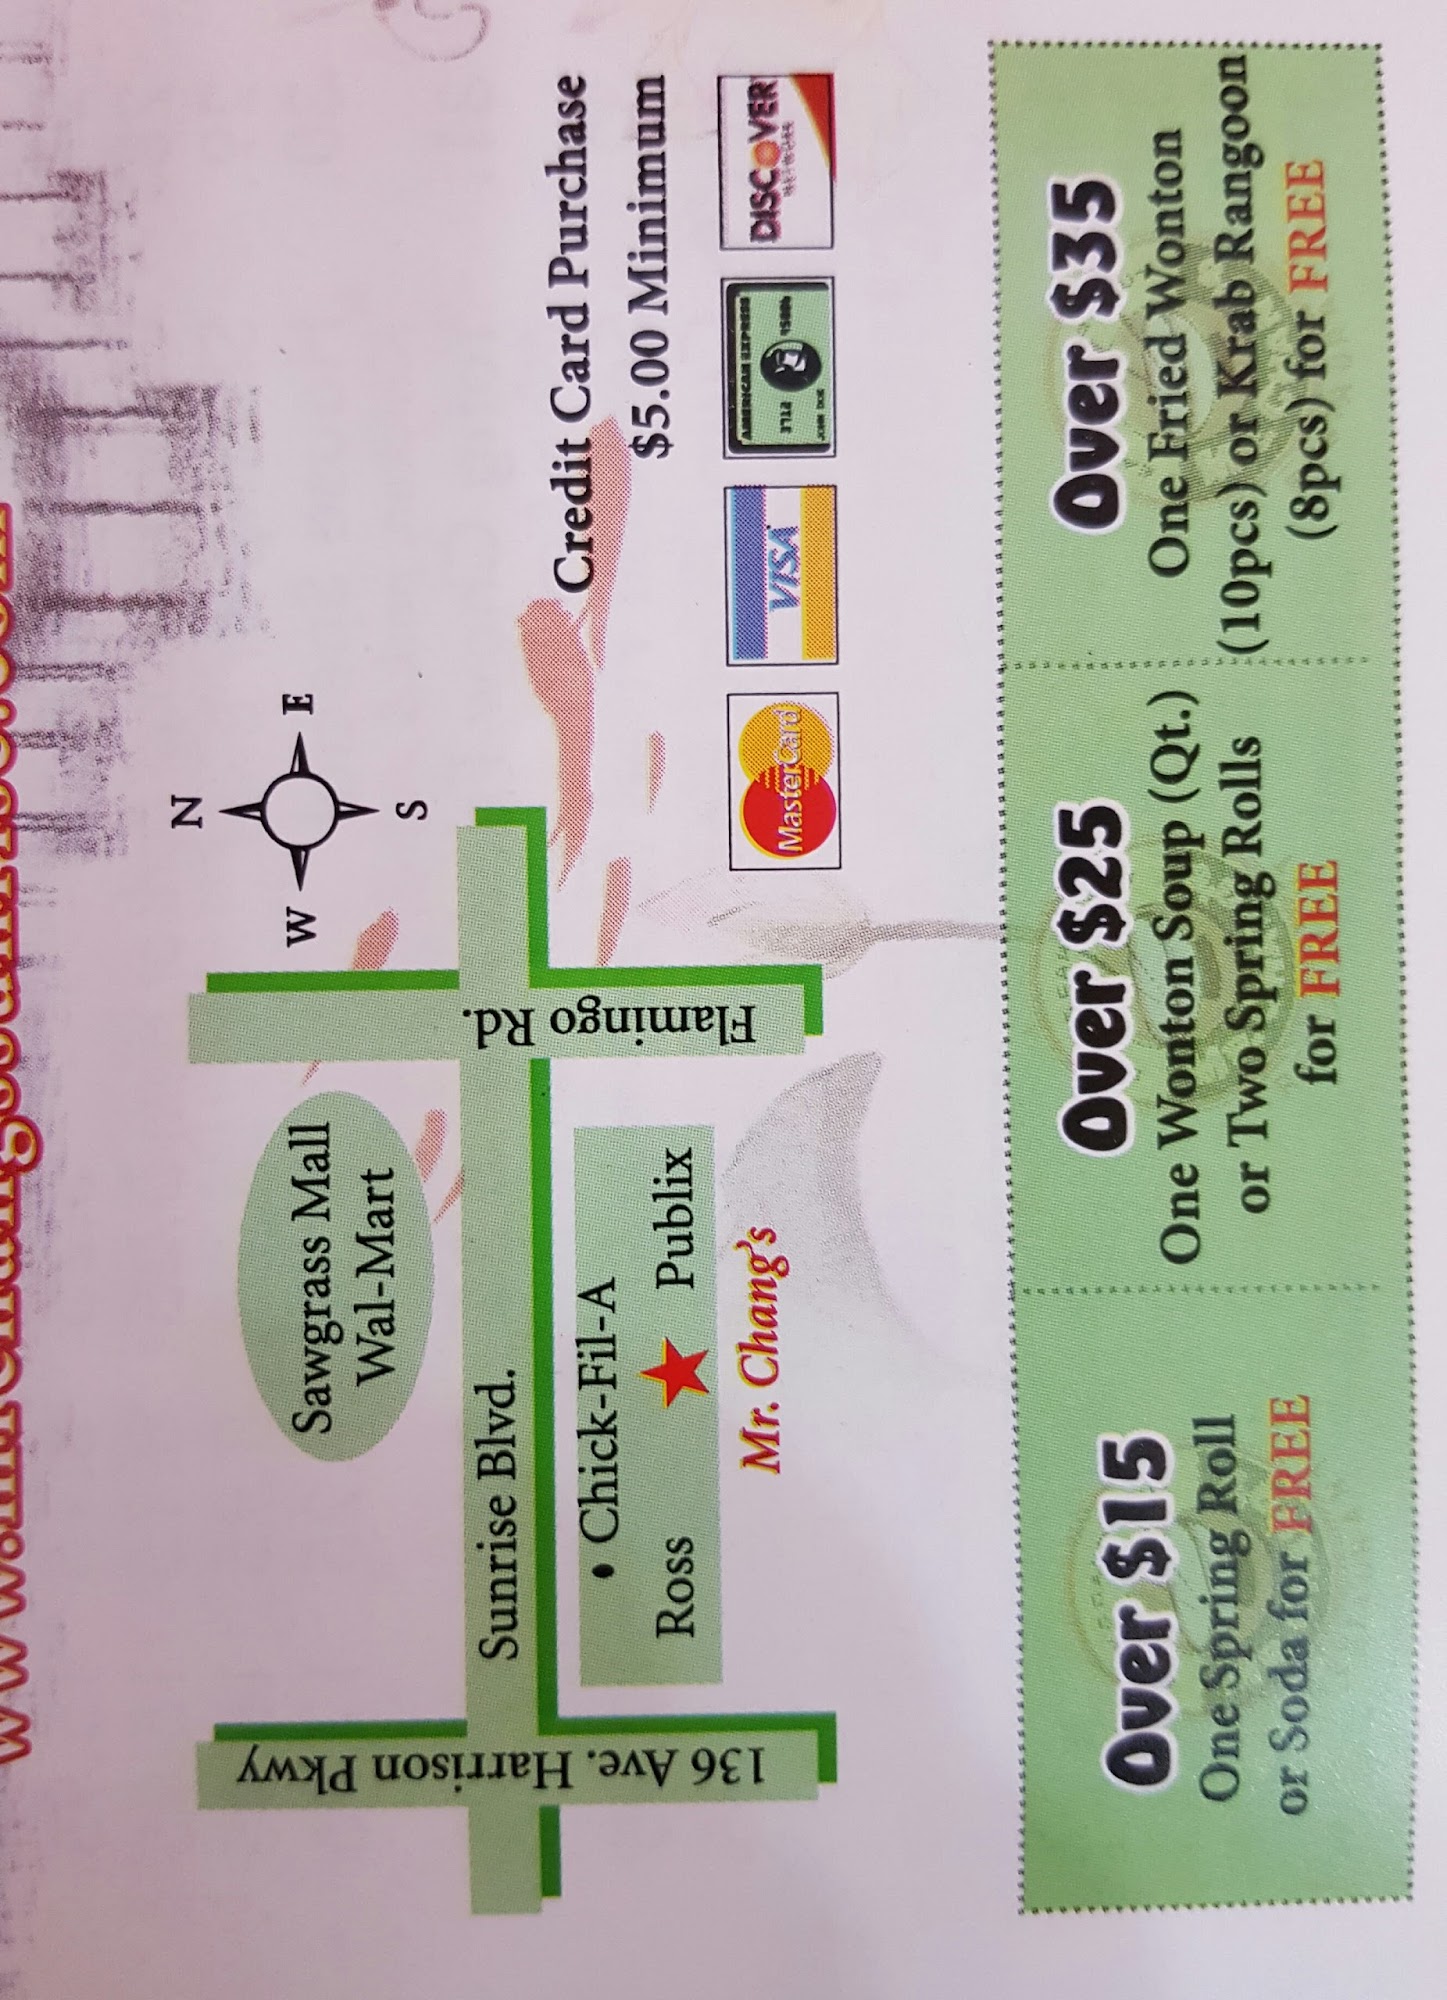 N
W
E
S
Sawgrass Mall
Wal-Mart
Sunrise Blvd.
136 Ave. Harrison Pkwy
Flamingo Rd.
• Chick-Fil-A
Ross
Publix
Mr. Chang's
Credit Card Purchase
$5.00 Minimum
MasterCard
VISA
AMERICAN EXPRESS
DISCOVER
NETWORK
Over $15
One Spring Roll
or Soda for FREE
Over $25
One Wonton Soup (Qt.)
or Two Spring Rolls
for FREE
Over $35
One Fried Wonton
(10pcs) or Krab Rangoon
(8pcs) for FREE